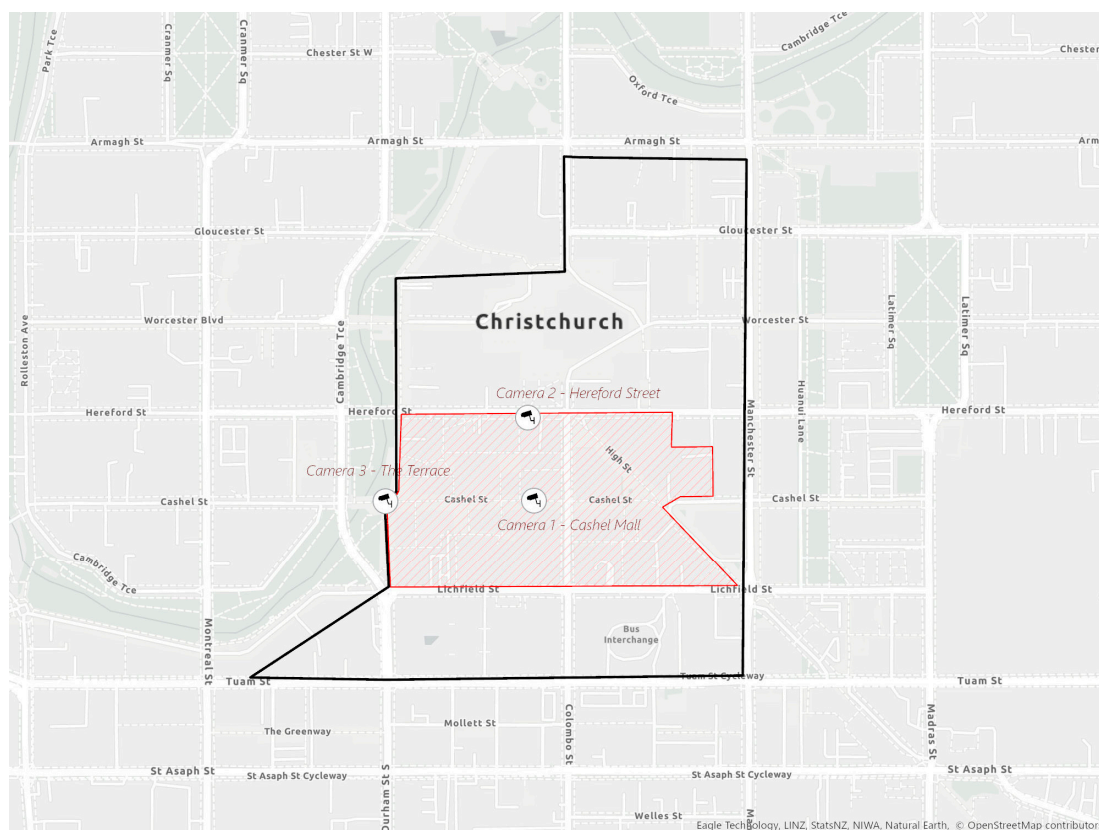 Park Tce
Cranmer Sq
Cranmer Sq
Chester St W
Cambridge Tce
Chester
Oxford Tce
Armagh St
Armagh St
Armagh St
Arm
Gloucester St
Gloucester St
Rolleston Ave
Worcester Blvd
Cambridge Tce
Christchurch
Worcester St
Latimer Sq
Latimer Sq
Camera 2 - Hereford Street
Hereford St
Hereford St
Manchester St
Huanui Lane
Hereford St
High St
Camera 3 - The Terrace
Cashel St
Cashel St
Cashel St
Cashel St
Camera 1 - Cashel Mall
Cambridge Tce
Lichfield St
Lichfield St
Montreal St
Bus
Interchange
Tuam St
Tuam St Cycleway
Tuam St
Colombo St
Madras St
Mollett St
The Greenway
Durham St S
St Asaph St
St Asaph St Cycleway
St Asaph St Cycleway
St Asaph St
Welles St
Ma
Eagle Technology, LINZ, StatsNZ, NIWA, Natural Earth, © OpenStreetMap contributor